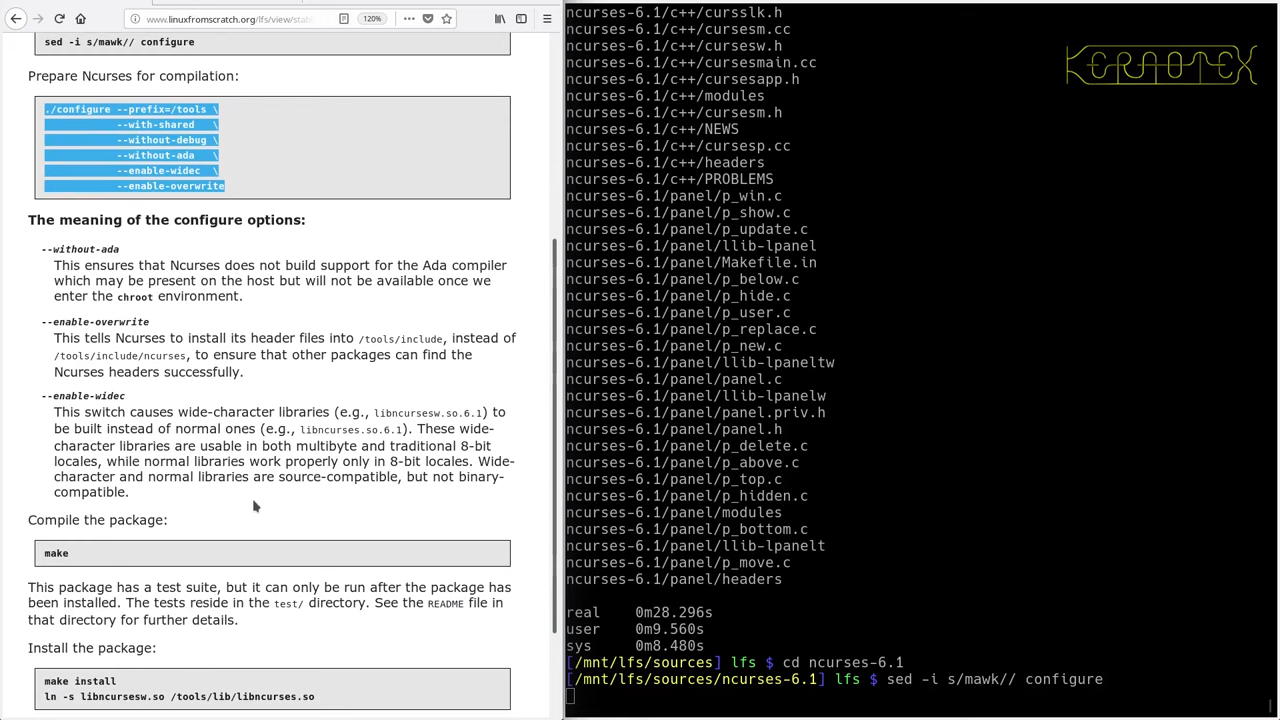 www.linuxfromscratch.org/lfs/view/stab
120%
sed -i s/mawk// configure
Prepare Ncurses for compilation:
./configure --prefix=/tools \
--with-shared \
--without-debug \
--without-ada \
--enable-widec \
--enable-overwrite
The meaning of the configure options:
--without-ada
This ensures that Ncurses does not build support for the Ada compiler
which may be present on the host but will not be available once we
enter the chroot environment.
--enable-overwrite
This tells Ncurses to install its header files into /tools/include, instead of
/tools/include/ncurses, to ensure that other packages can find the
Ncurses headers successfully.
--enable-widec
This switch causes wide-character libraries (e.g., libncursesw.so.6.1) to
be built instead of normal ones (e.g., libncurses.so.6.1). These wide-
character libraries are usable in both multibyte and traditional 8-bit
locales, while normal libraries work properly only in 8-bit locales. Wide-
character and normal libraries are source-compatible, but not binary-
compatible.
Compile the package:
make
This package has a test suite, but it can only be run after the package has
been installed. The tests reside in the test/ directory. See the README file in
that directory for further details.
Install the package:
make install
ln -s libncursesw.so /tools/lib/libncurses.so
ncurses-6.1/c++/cursslk.h
ncurses-6.1/c++/cursesm.cc
ncurses-6.1/c++/cursesw.h
ncurses-6.1/c++/cursesmain.cc
ncurses-6.1/c++/cursesapp.h
ncurses-6.1/c++/modules
ncurses-6.1/c++/cursesm.h
ncurses-6.1/c++/NEWS
ncurses-6.1/c++/cursesp.cc
ncurses-6.1/c++/headers
ncurses-6.1/c++/PROBLEMS
ncurses-6.1/panel/p_win.c
ncurses-6.1/panel/p_show.c
ncurses-6.1/panel/p_update.c
ncurses-6.1/panel/llib-lpanel
ncurses-6.1/panel/Makefile.in
ncurses-6.1/panel/p_below.c
ncurses-6.1/panel/p_hide.c
ncurses-6.1/panel/p_user.c
ncurses-6.1/panel/p_replace.c
ncurses-6.1/panel/p_new.c
ncurses-6.1/panel/llib-lpaneltw
ncurses-6.1/panel/panel.c
ncurses-6.1/panel/llib-lpanelw
ncurses-6.1/panel/panel.priv.h
ncurses-6.1/panel/panel.h
ncurses-6.1/panel/p_delete.c
ncurses-6.1/panel/p_above.c
ncurses-6.1/panel/p_top.c
ncurses-6.1/panel/p_hidden.c
ncurses-6.1/panel/modules
ncurses-6.1/panel/p_bottom.c
ncurses-6.1/panel/llib-lpanelt
ncurses-6.1/panel/p_move.c
ncurses-6.1/panel/headers
real 0m28.296s
user 0m9.560s
sys 0m8.480s
[/mnt/lfs/sources] lfs $ cd ncurses-6.1
[/mnt/lfs/sources/ncurses-6.1] lfs $ sed -i s/mawk// configure